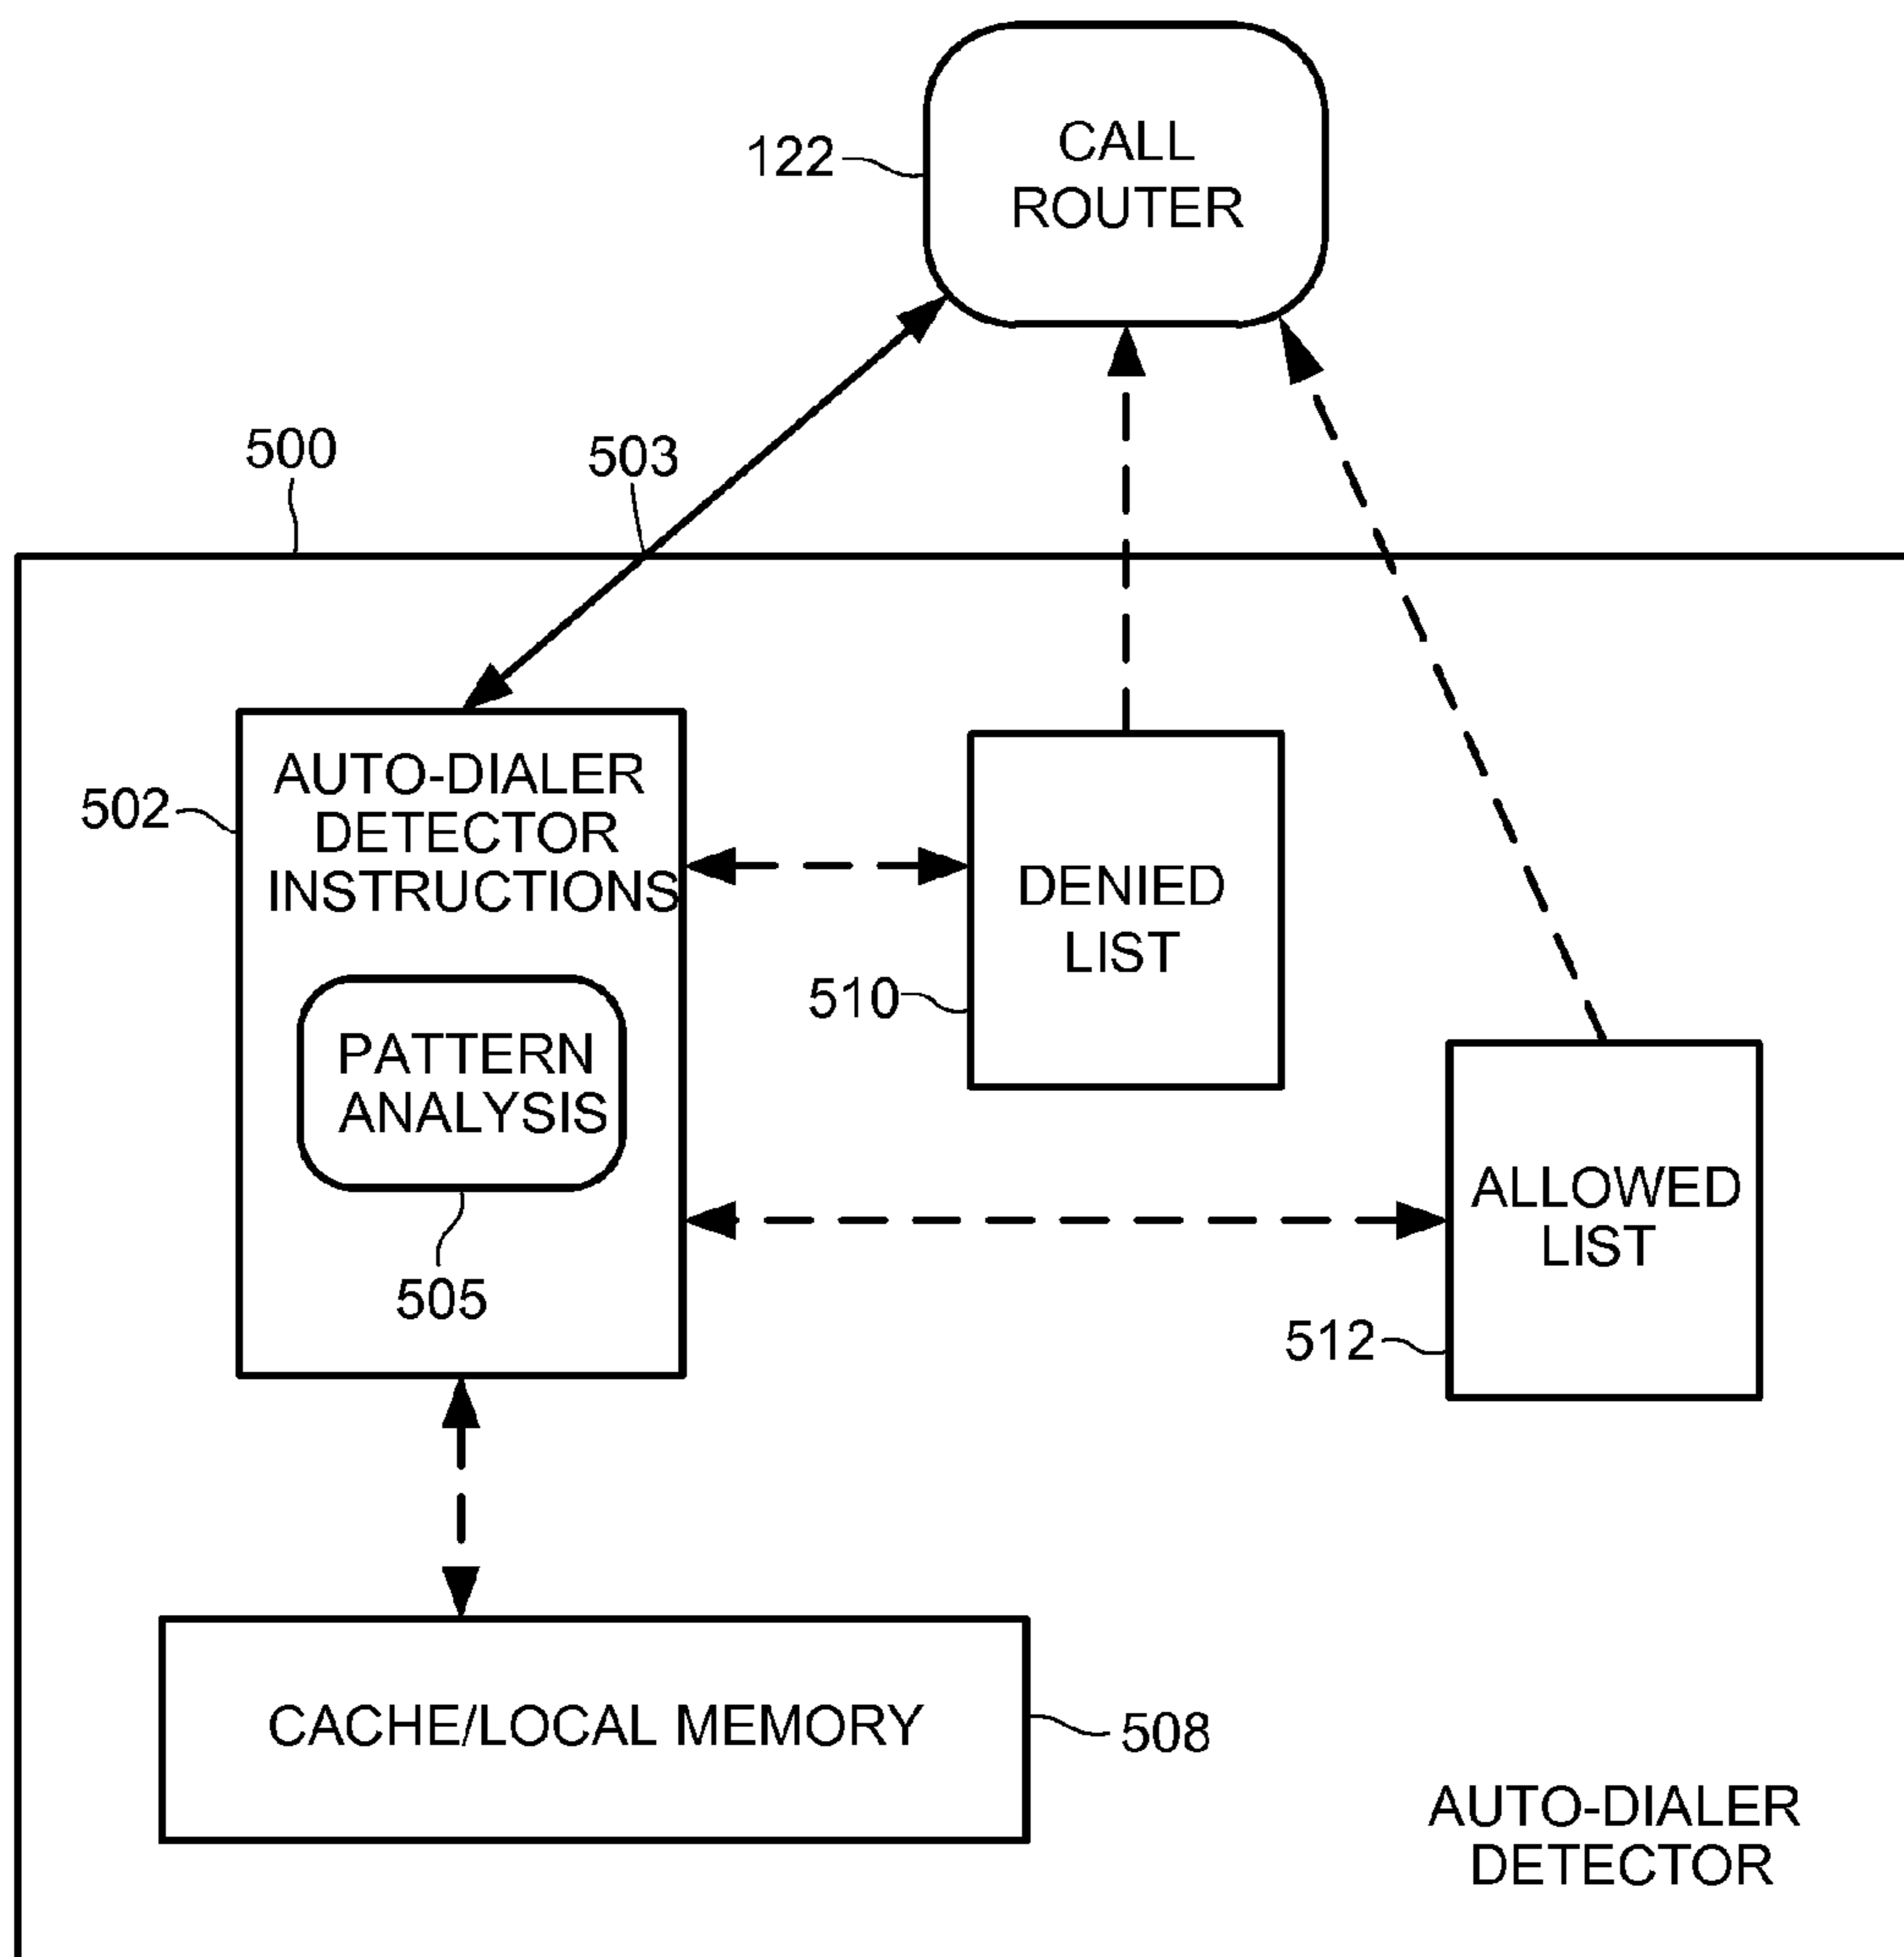 CALL
ROUTER
122
500
503
AUTO-DIALER
DETECTOR
INSTRUCTIONS
502
DENIED
LIST
510
PATTERN
ANALYSIS
505
ALLOWED
LIST
512
CACHE/LOCAL MEMORY
508
AUTO-DIALER
DETECTOR